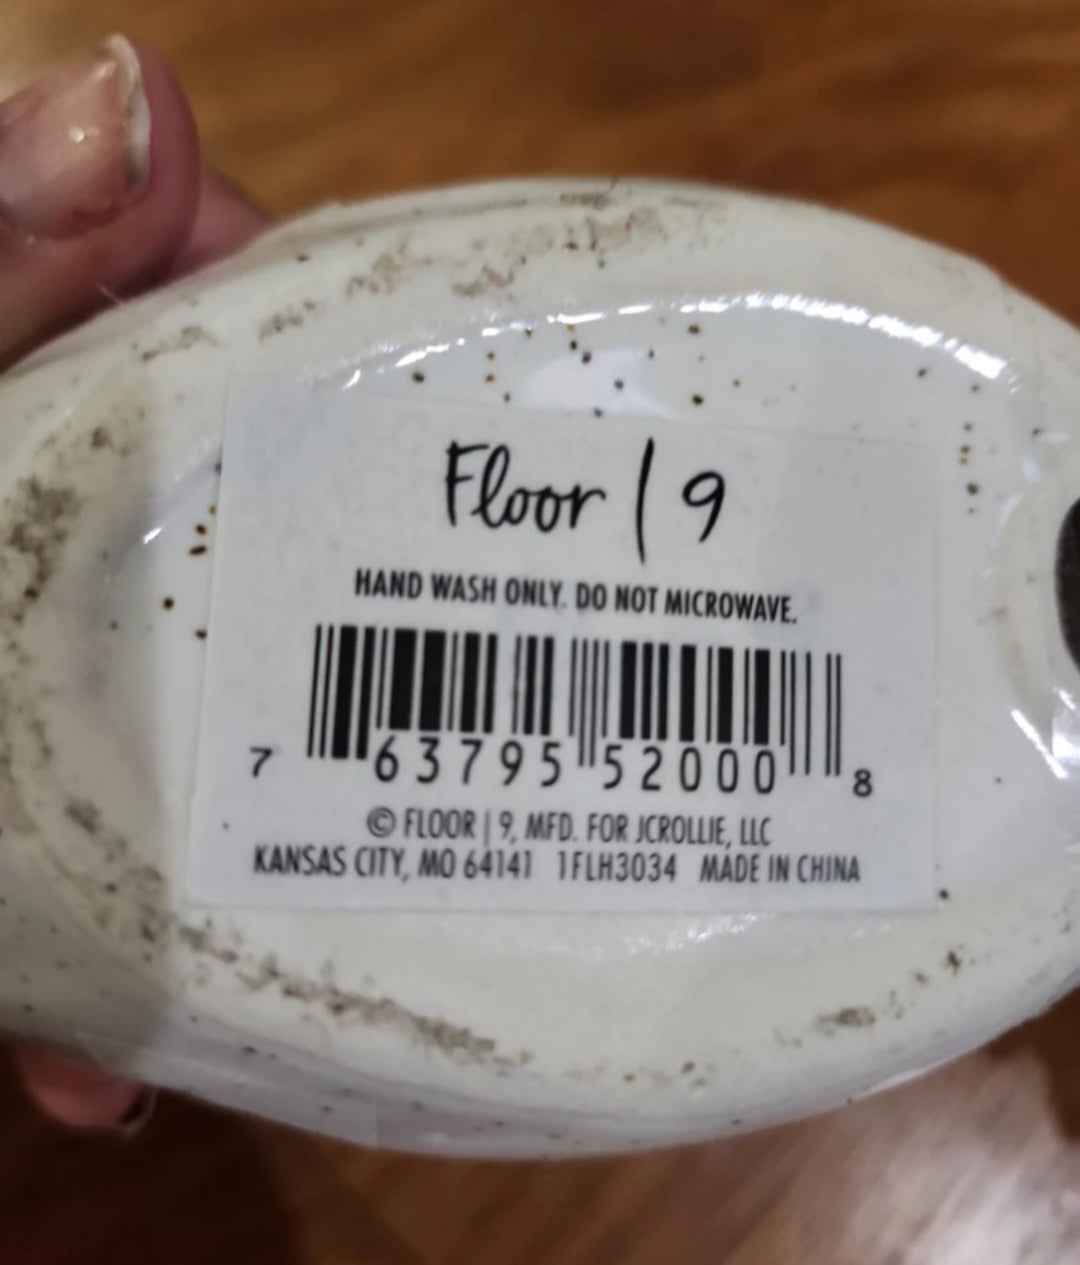 Floor | 9
HAND WASH ONLY. DO NOT MICROWAVE.
7 63795 52000 8
© FLOOR | 9, MFD. FOR JCROLLIE, LLC
KANSAS CITY, MO 64141 1FLH3034 MADE IN CHINA